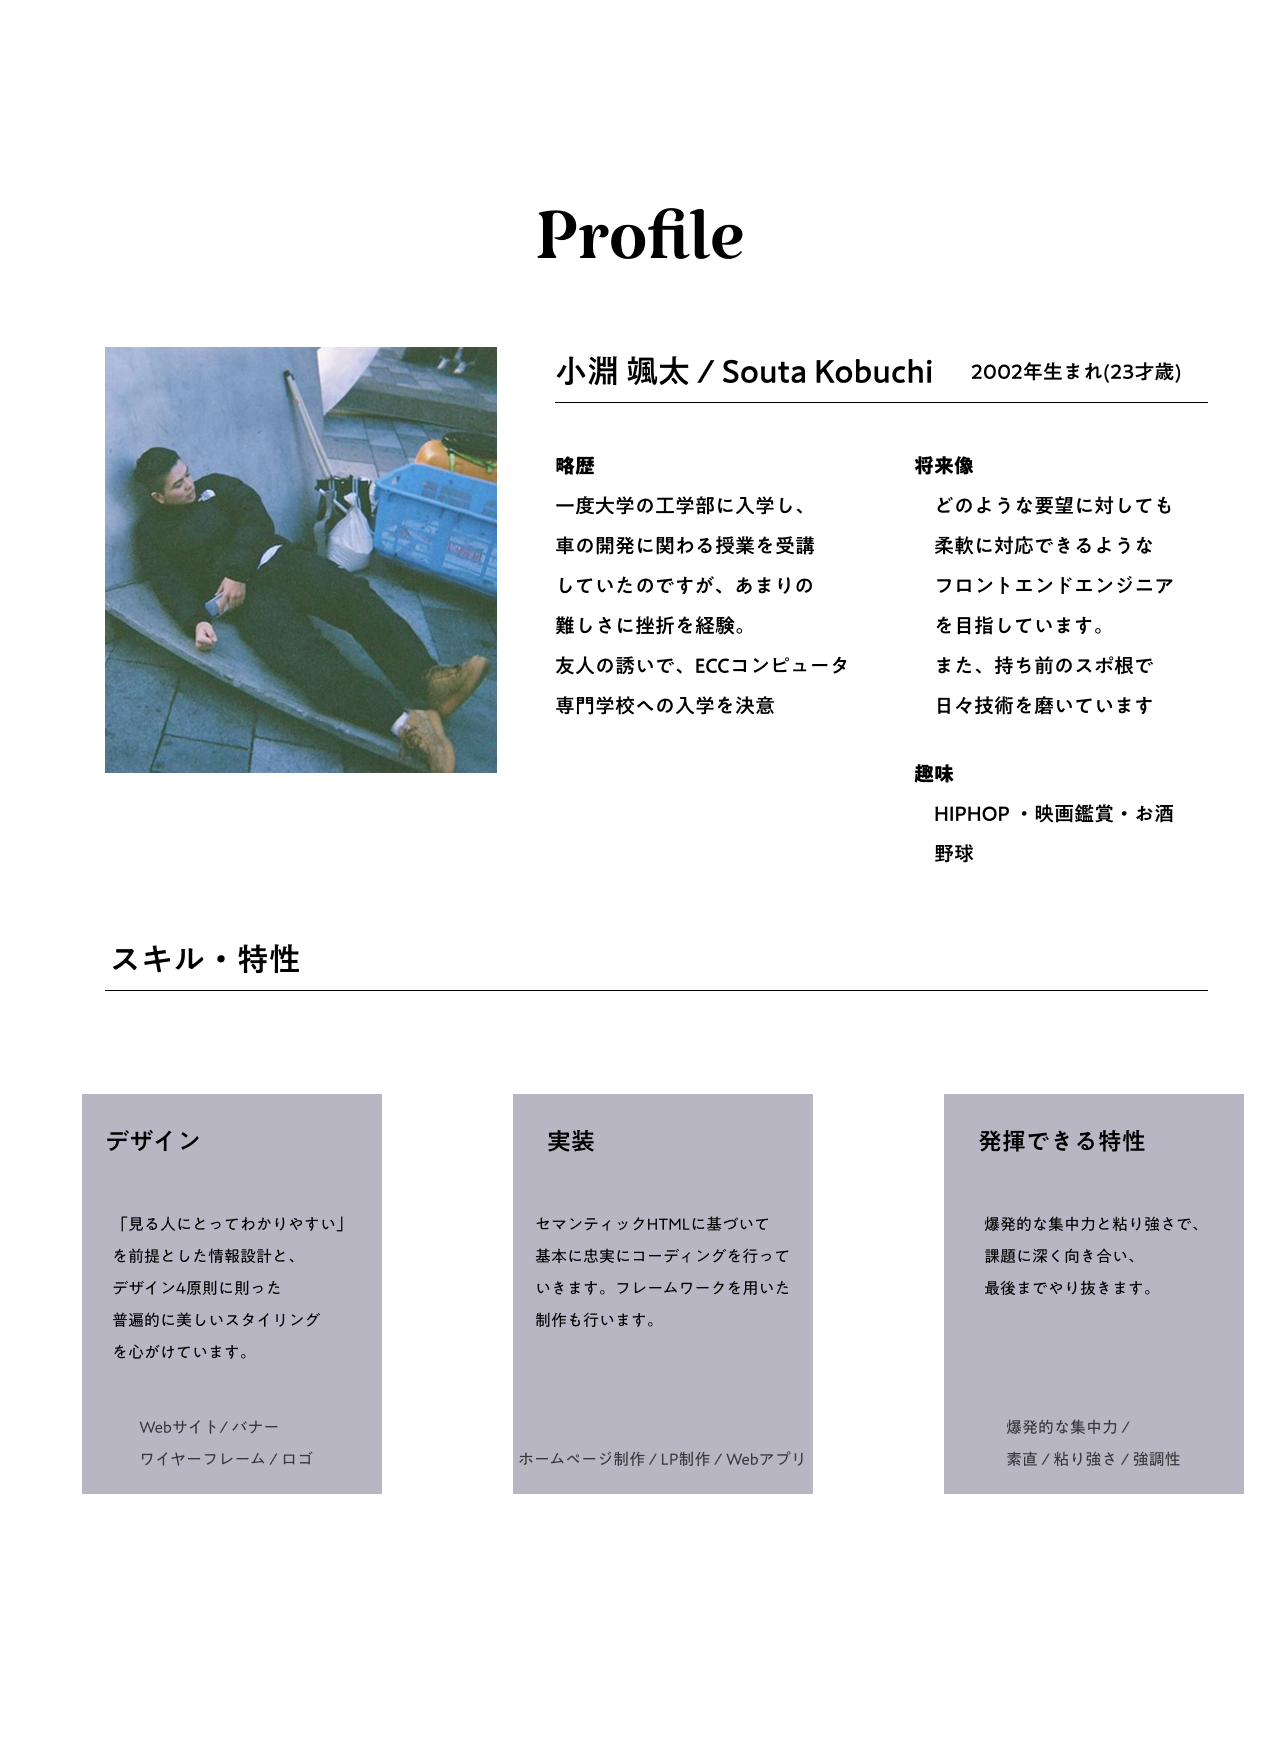 Profile
小淵 颯太 / Souta Kobuchi
2002年生まれ(23才歳)
略歴
一度大学の工学部に入学し、
車の開発に関わる授業を受講
していたのですが、あまりの
難しさに挫折を経験。
友人の誘いで、ECCコンピュータ
専門学校への入学を決意
将来像
どのような要望に対しても
柔軟に対応できるような
フロントエンドエンジニア
を目指しています。
また、持ち前のスポ根で
日々技術を磨いています
趣味
HIPHOP ・映画鑑賞・お酒
野球
スキル・特性
デザイン
「見る人にとってわかりやすい」
を前提とした情報設計と、
デザイン4原則に則った
普遍的に美しいスタイリング
を心がけています。
Webサイト/ バナー
ワイヤーフレーム / ロゴ
実装
セマンティックHTMLに基づいて
基本に忠実にコーディングを行って
いきます。フレームワークを用いた
制作も行います。
ホームページ制作 / LP制作 / Webアプリ
発揮できる特性
爆発的な集中力と粘り強さで、
課題に深く向き合い、
最後までやり抜きます。
爆発的な集中力 /
素直 / 粘り強さ / 強調性